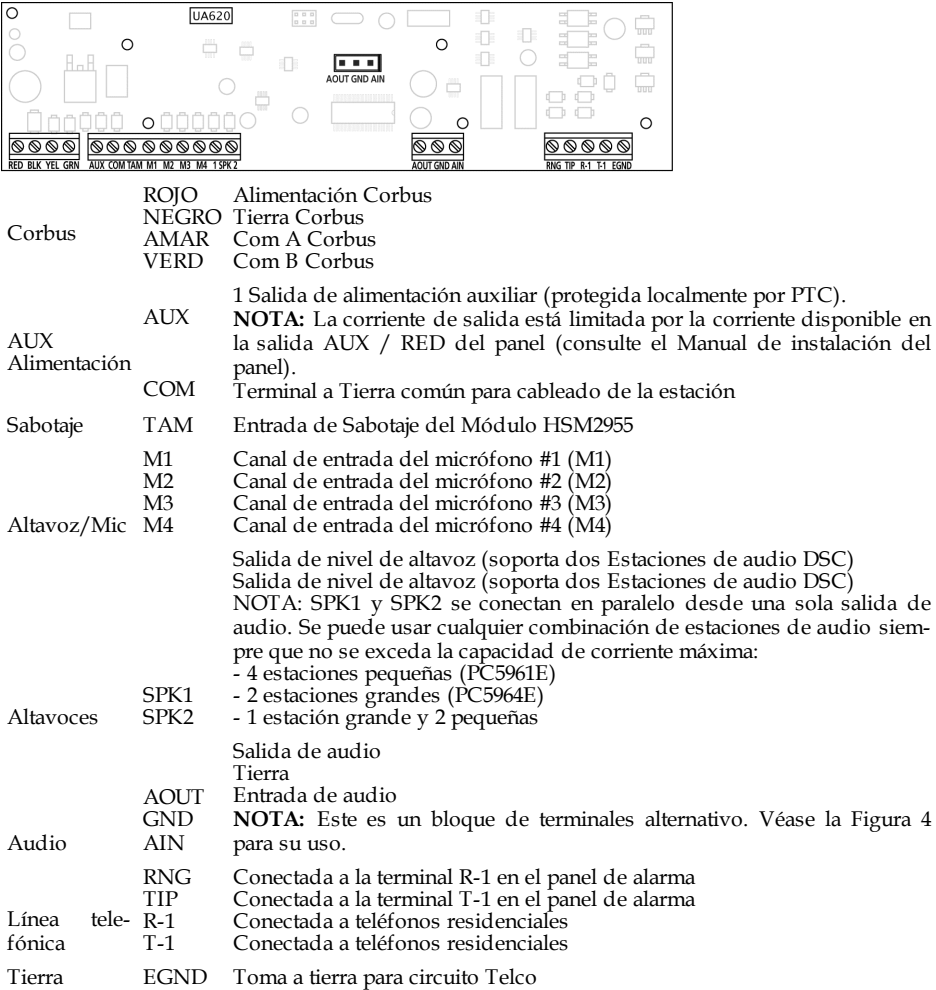 UA620
AOUT GND AIN
RED BLK YEL GRN AUX COM TAM M1 M2 M3 M4 1 SPK 2 AOUT GND AIN RNG TIP R-1 T-1 EGND
Corbus
ROJO Alimentación Corbus
NEGRO Tierra Corbus
AMAR Com A Corbus
VERD Com B Corbus
AUX
Alimentación
AUX
1 Salida de alimentación auxiliar (protegida localmente por PTC).
NOTA: La corriente de salida está limitada por la corriente disponible en
la salida AUX / RED del panel (consulte el Manual de instalación del
panel).
COM Terminal a Tierra común para cableado de la estación
Sabotaje TAM Entrada de Sabotaje del Módulo HSM2955
M1 Canal de entrada del micrófono #1 (M1)
M2 Canal de entrada del micrófono #2 (M2)
M3 Canal de entrada del micrófono #3 (M3)
Altavoz/Mic M4 Canal de entrada del micrófono #4 (M4)
Salida de nivel de altavoz (soporta dos Estaciones de audio DSC)
Salida de nivel de altavoz (soporta dos Estaciones de audio DSC)
NOTA: SPK1 y SPK2 se conectan en paralelo desde una sola salida de
audio. Se puede usar cualquier combinación de estaciones de audio siem-
pre que no se exceda la capacidad de corriente máxima:
- 4 estaciones pequeñas (PC5961E)
SPK1 - 2 estaciones grandes (PC5964E)
Altavoces SPK2 - 1 estación grande y 2 pequeñas
Salida de audio
Tierra
AOUT Entrada de audio
GND NOTA: Este es un bloque de terminales alternativo. Véase la Figura 4
Audio AIN para su uso.
RNG Conectada a la terminal R-1 en el panel de alarma
TIP Conectada a la terminal T-1 en el panel de alarma
Línea tele- R-1 Conectada a teléfonos residenciales
fónica T-1 Conectada a teléfonos residenciales
Tierra EGND Toma a tierra para circuito Telco